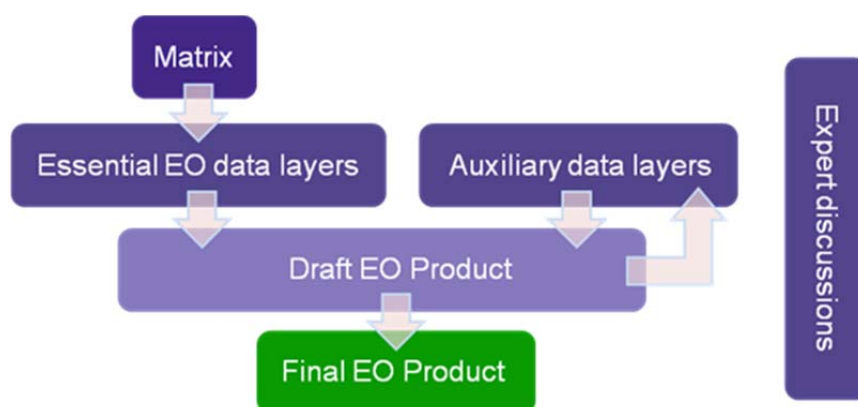 Matrix
Essential EO data layers
Auxiliary data layers
Draft EO Product
Final EO Product
Expert discussions